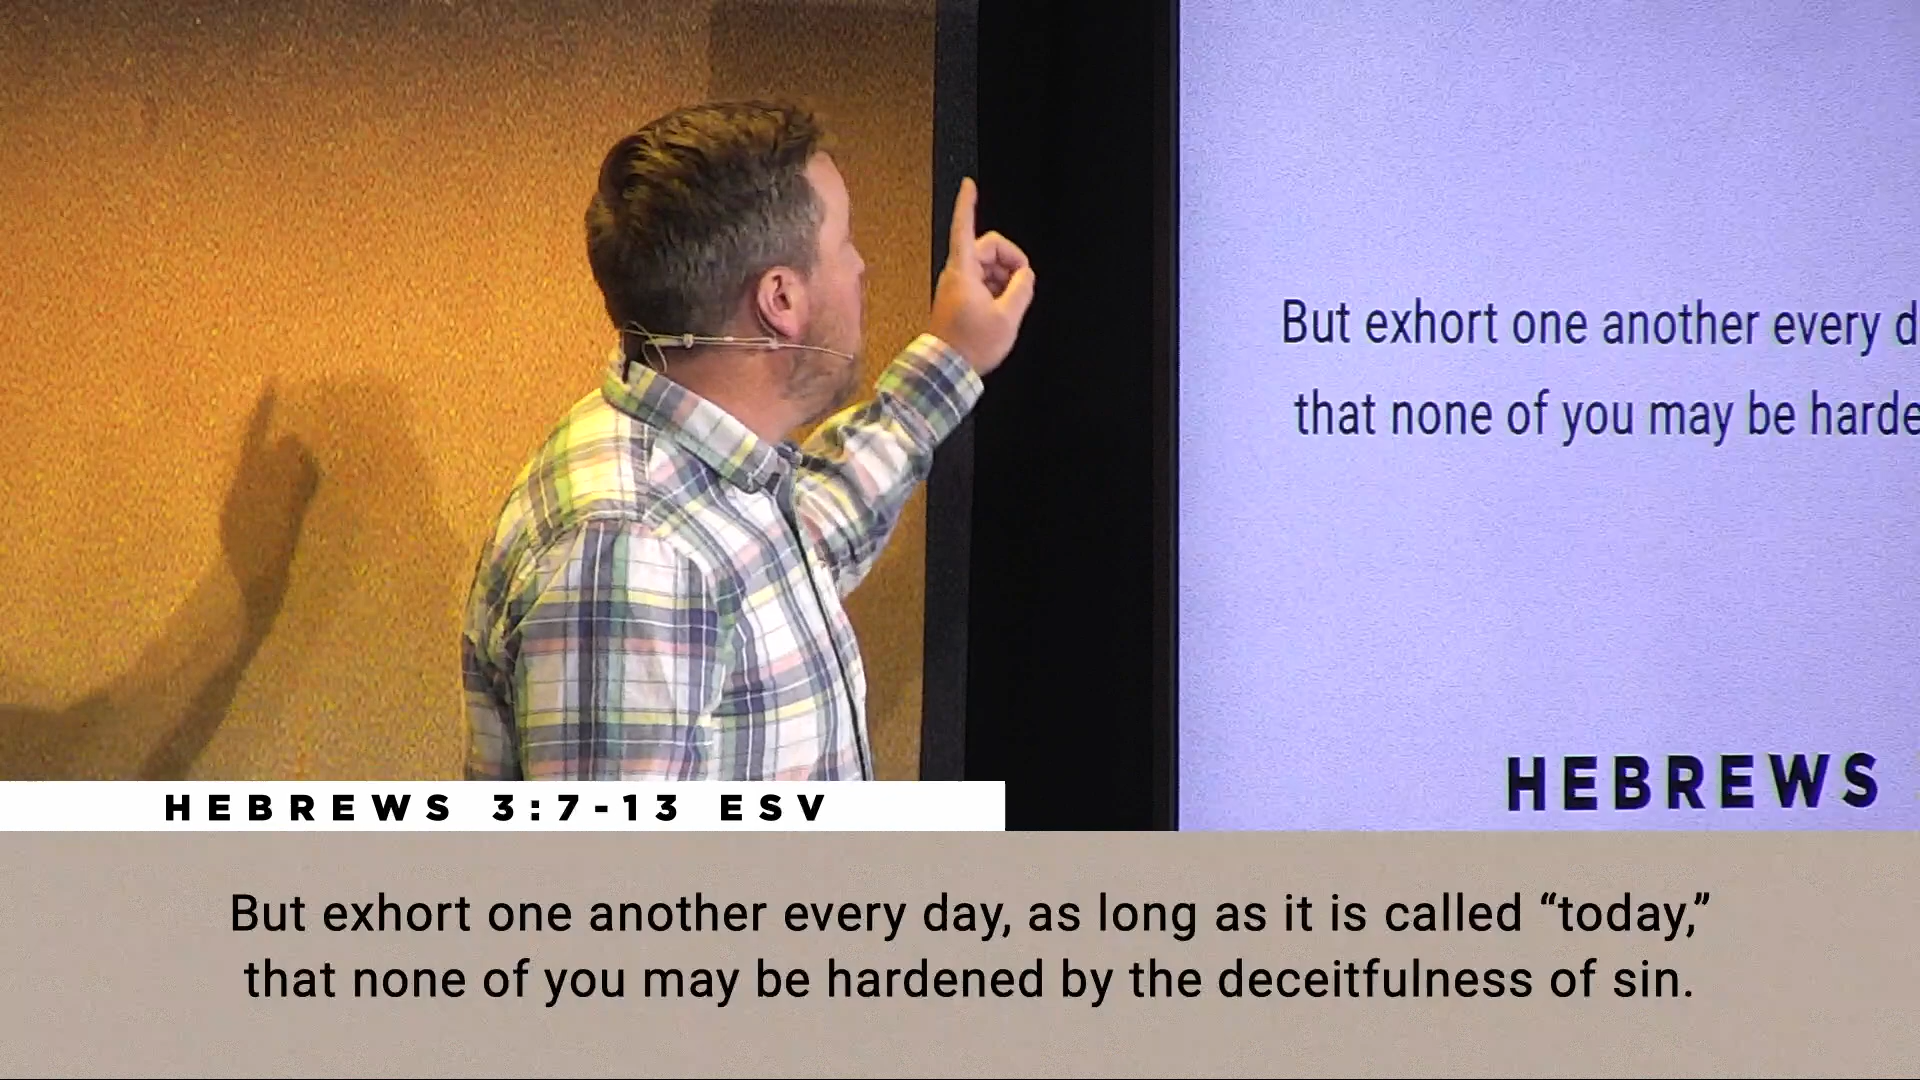 But exhort one another every d
that none of you may be harde
HEBREWS
HEBREWS 3:7-13 ESV
But exhort one another every day, as long as it is called “today,”
that none of you may be hardened by the deceitfulness of sin.